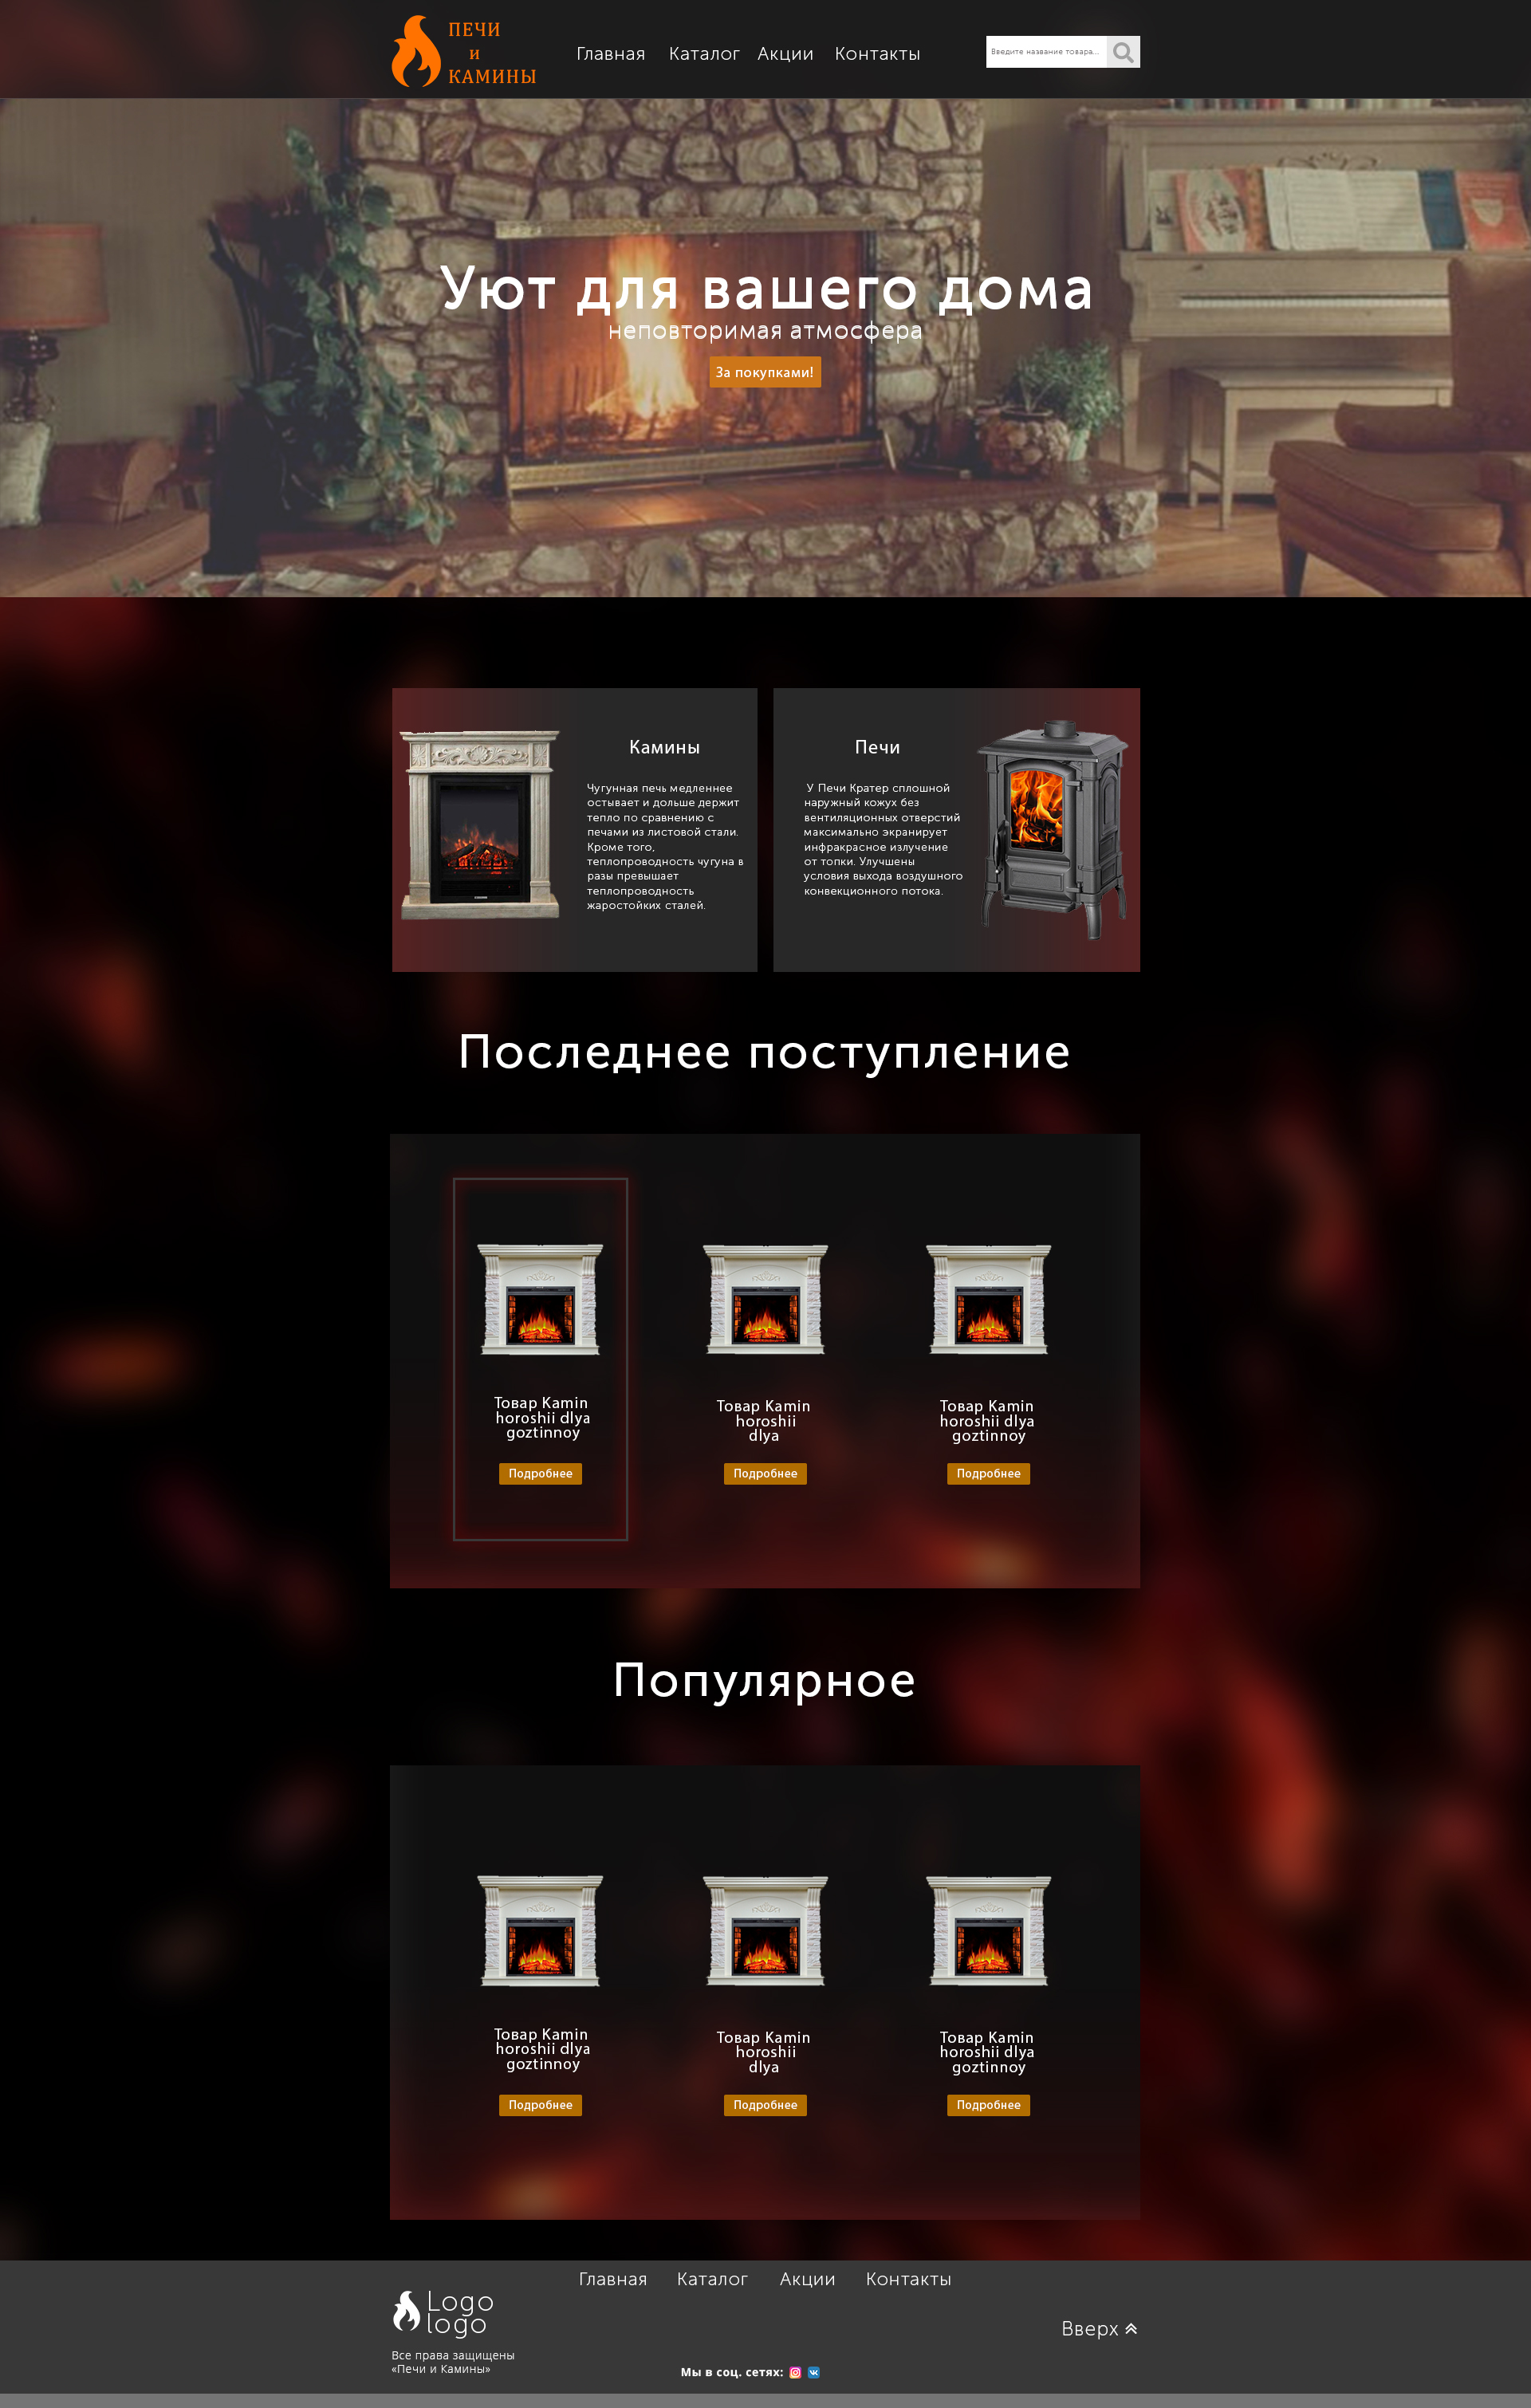 ПЕЧИ
и
КАМИНЫ
Главная Каталог Акции Контакты
Введите название товара...
Уют для вашего дома
неповторимая атмосфера
За покупками!
Камины
Чугунная печь медленнее
остывает и дольше держит
тепло по сравнению с
печами из листовой стали.
Кроме того,
теплопроводность чугуна в
разы превышает
теплопроводность
жаростойких сталей.
Печи
У Печи Кратер сплошной
наружный кожух без
вентиляционных отверстий
максимально экранирует
инфракрасное излучение
от топки. Улучшены
условия выхода воздушного
конвекционного потока.
Последнее поступление
Товар Kamin
horoshii dlya
goztinnoy
Подробнее
Товар Kamin
horoshii
dlya
Подробнее
Товар Kamin
horoshii dlya
goztinnoy
Подробнее
Популярное
Товар Kamin
horoshii dlya
goztinnoy
Подробнее
Товар Kamin
horoshii
dlya
Подробнее
Товар Kamin
horoshii dlya
goztinnoy
Подробнее
Главная Каталог Акции Контакты
Logo
logo
Все права защищены
«Печи и Камины»
Мы в соц. сетях:
Вверх